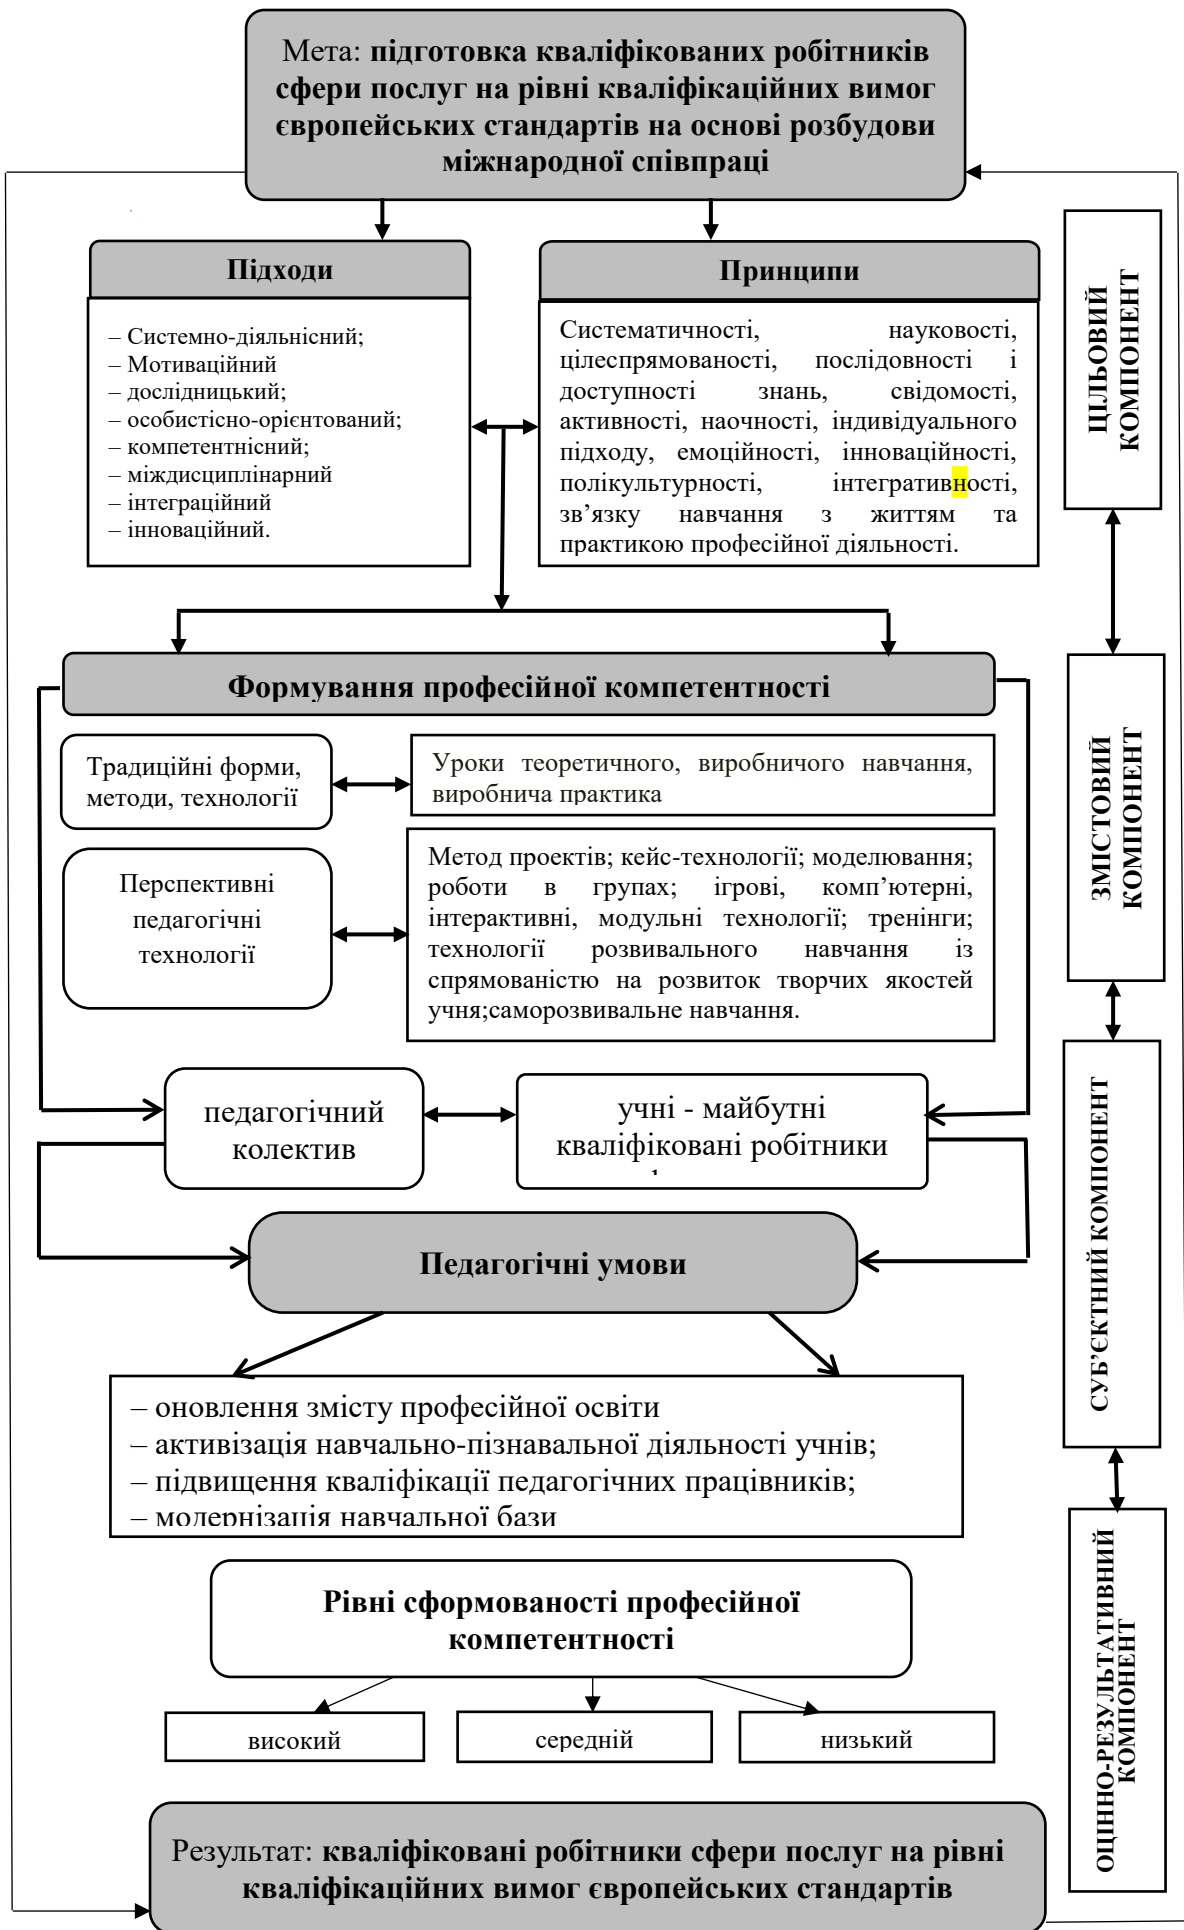 Мета: підготовка кваліфікованих робітників
сфери послуг на рівні кваліфікаційних вимог
європейських стандартів на основі розбудови
міжнародної співпраці
Підходи
– Системно-діяльнісний;
– Мотиваційний
– дослідницький;
– особистісно-орієнтований;
– компетентнісний;
– міждисциплінарний
– інтеграційний
– інноваційний.
Принципи
Систематичності, науковості,
цілеспрямованості, послідовності і
доступності знань, свідомості,
активності, наочності, індивідуального
підходу, емоційності, інноваційності,
полікультурності, інтегративності,
зв’язку навчання з життям та
практикою професійної діяльності.
ЦІЛЬОВИЙ
КОМПОНЕНТ
Формування професійної компетентності
Традиційні форми,
методи, технології
Уроки теоретичного, виробничого навчання,
виробнича практика
Перспективні
педагогічні
технології
Метод проектів; кейс-технології; моделювання;
роботи в групах; ігрові, комп’ютерні,
інтерактивні, модульні технології; тренінги;
технології розвивального навчання із
спрямованістю на розвиток творчих якостей
учня;саморозвивальне навчання.
ЗМІСТОВИЙ
КОМПОНЕНТ
педагогічний
колектив
учні - майбутні
кваліфіковані робітники
Педагогічні умови
– оновлення змісту професійної освіти
– активізація навчально-пізнавальної діяльності учнів;
– підвищення кваліфікації педагогічних працівників;
– модернізація навчальної бази
СУБ’ЄКТНИЙ КОМПОНЕНТ
Рівні сформованості професійної
компетентності
високий
середній
низький
ОЦІННО-РЕЗУЛЬТАТИВНИЙ
КОМПОНЕНТ
Результат: кваліфіковані робітники сфери послуг на рівні
кваліфікаційних вимог європейських стандартів